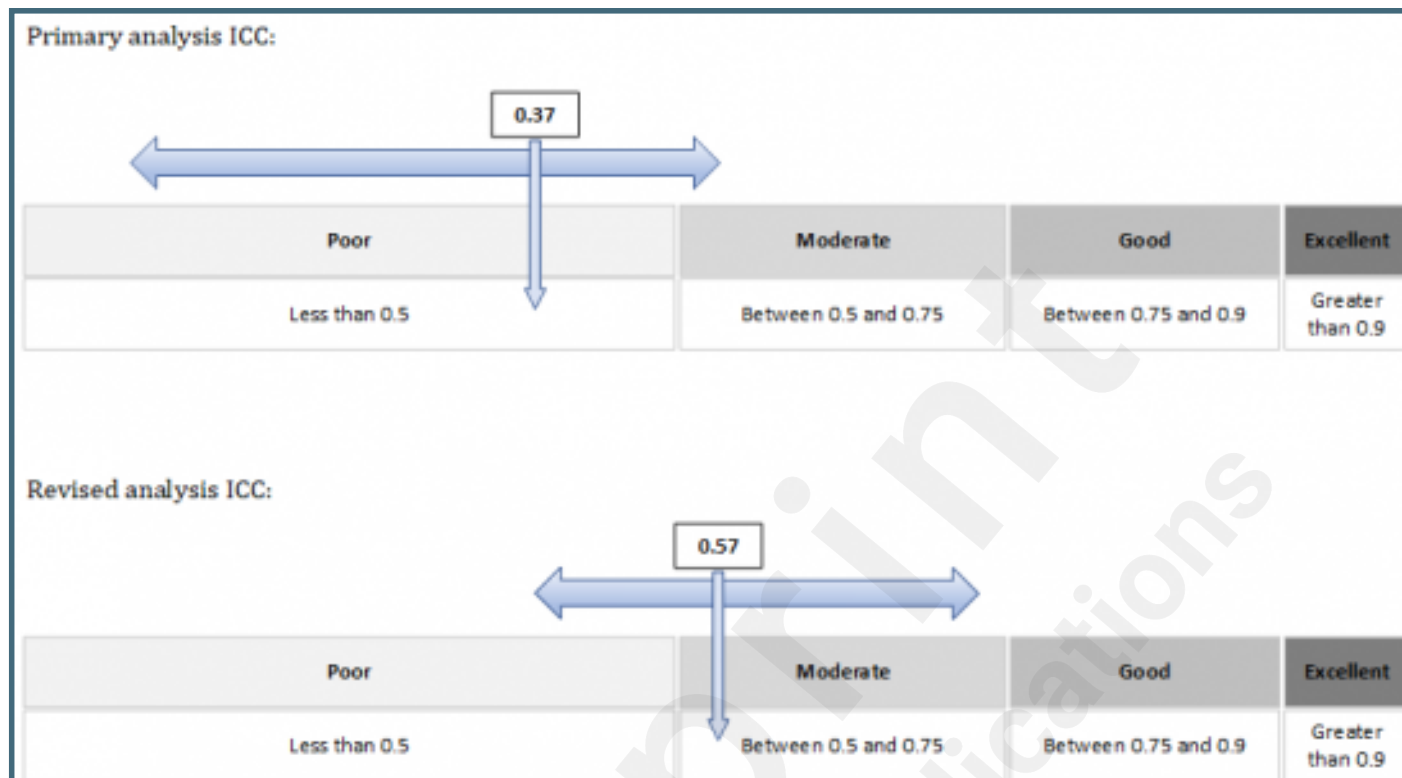 Primary analysis ICC:
0.37
Poor Moderate Good Excellent
Less than 0.5 Between 0.5 and 0.75 Between 0.75 and 0.9 Greater than 0.9
Revised analysis ICC:
0.57
Poor Moderate Good Excellent
Less than 0.5 Between 0.5 and 0.75 Between 0.75 and 0.9 Greater than 0.9